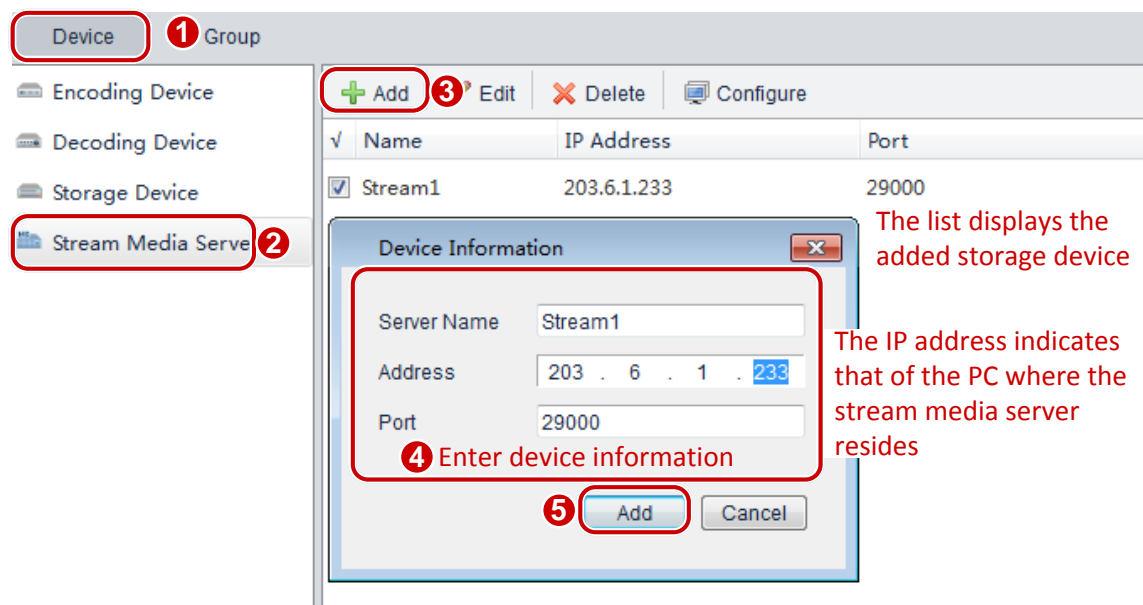 Device 1 Group
Encoding Device
Decoding Device
Storage Device
Stream Media Serve 2
Add 3 Edit Delete Configure
√ Name IP Address Port
Stream1 203.6.1.233 29000
The list displays the
added storage device
Device Information
Server Name Stream1
Address 203 . 6 . 1 . 233
Port 29000
4 Enter device information
5 Add Cancel
The IP address indicates
that of the PC where the
stream media server
resides